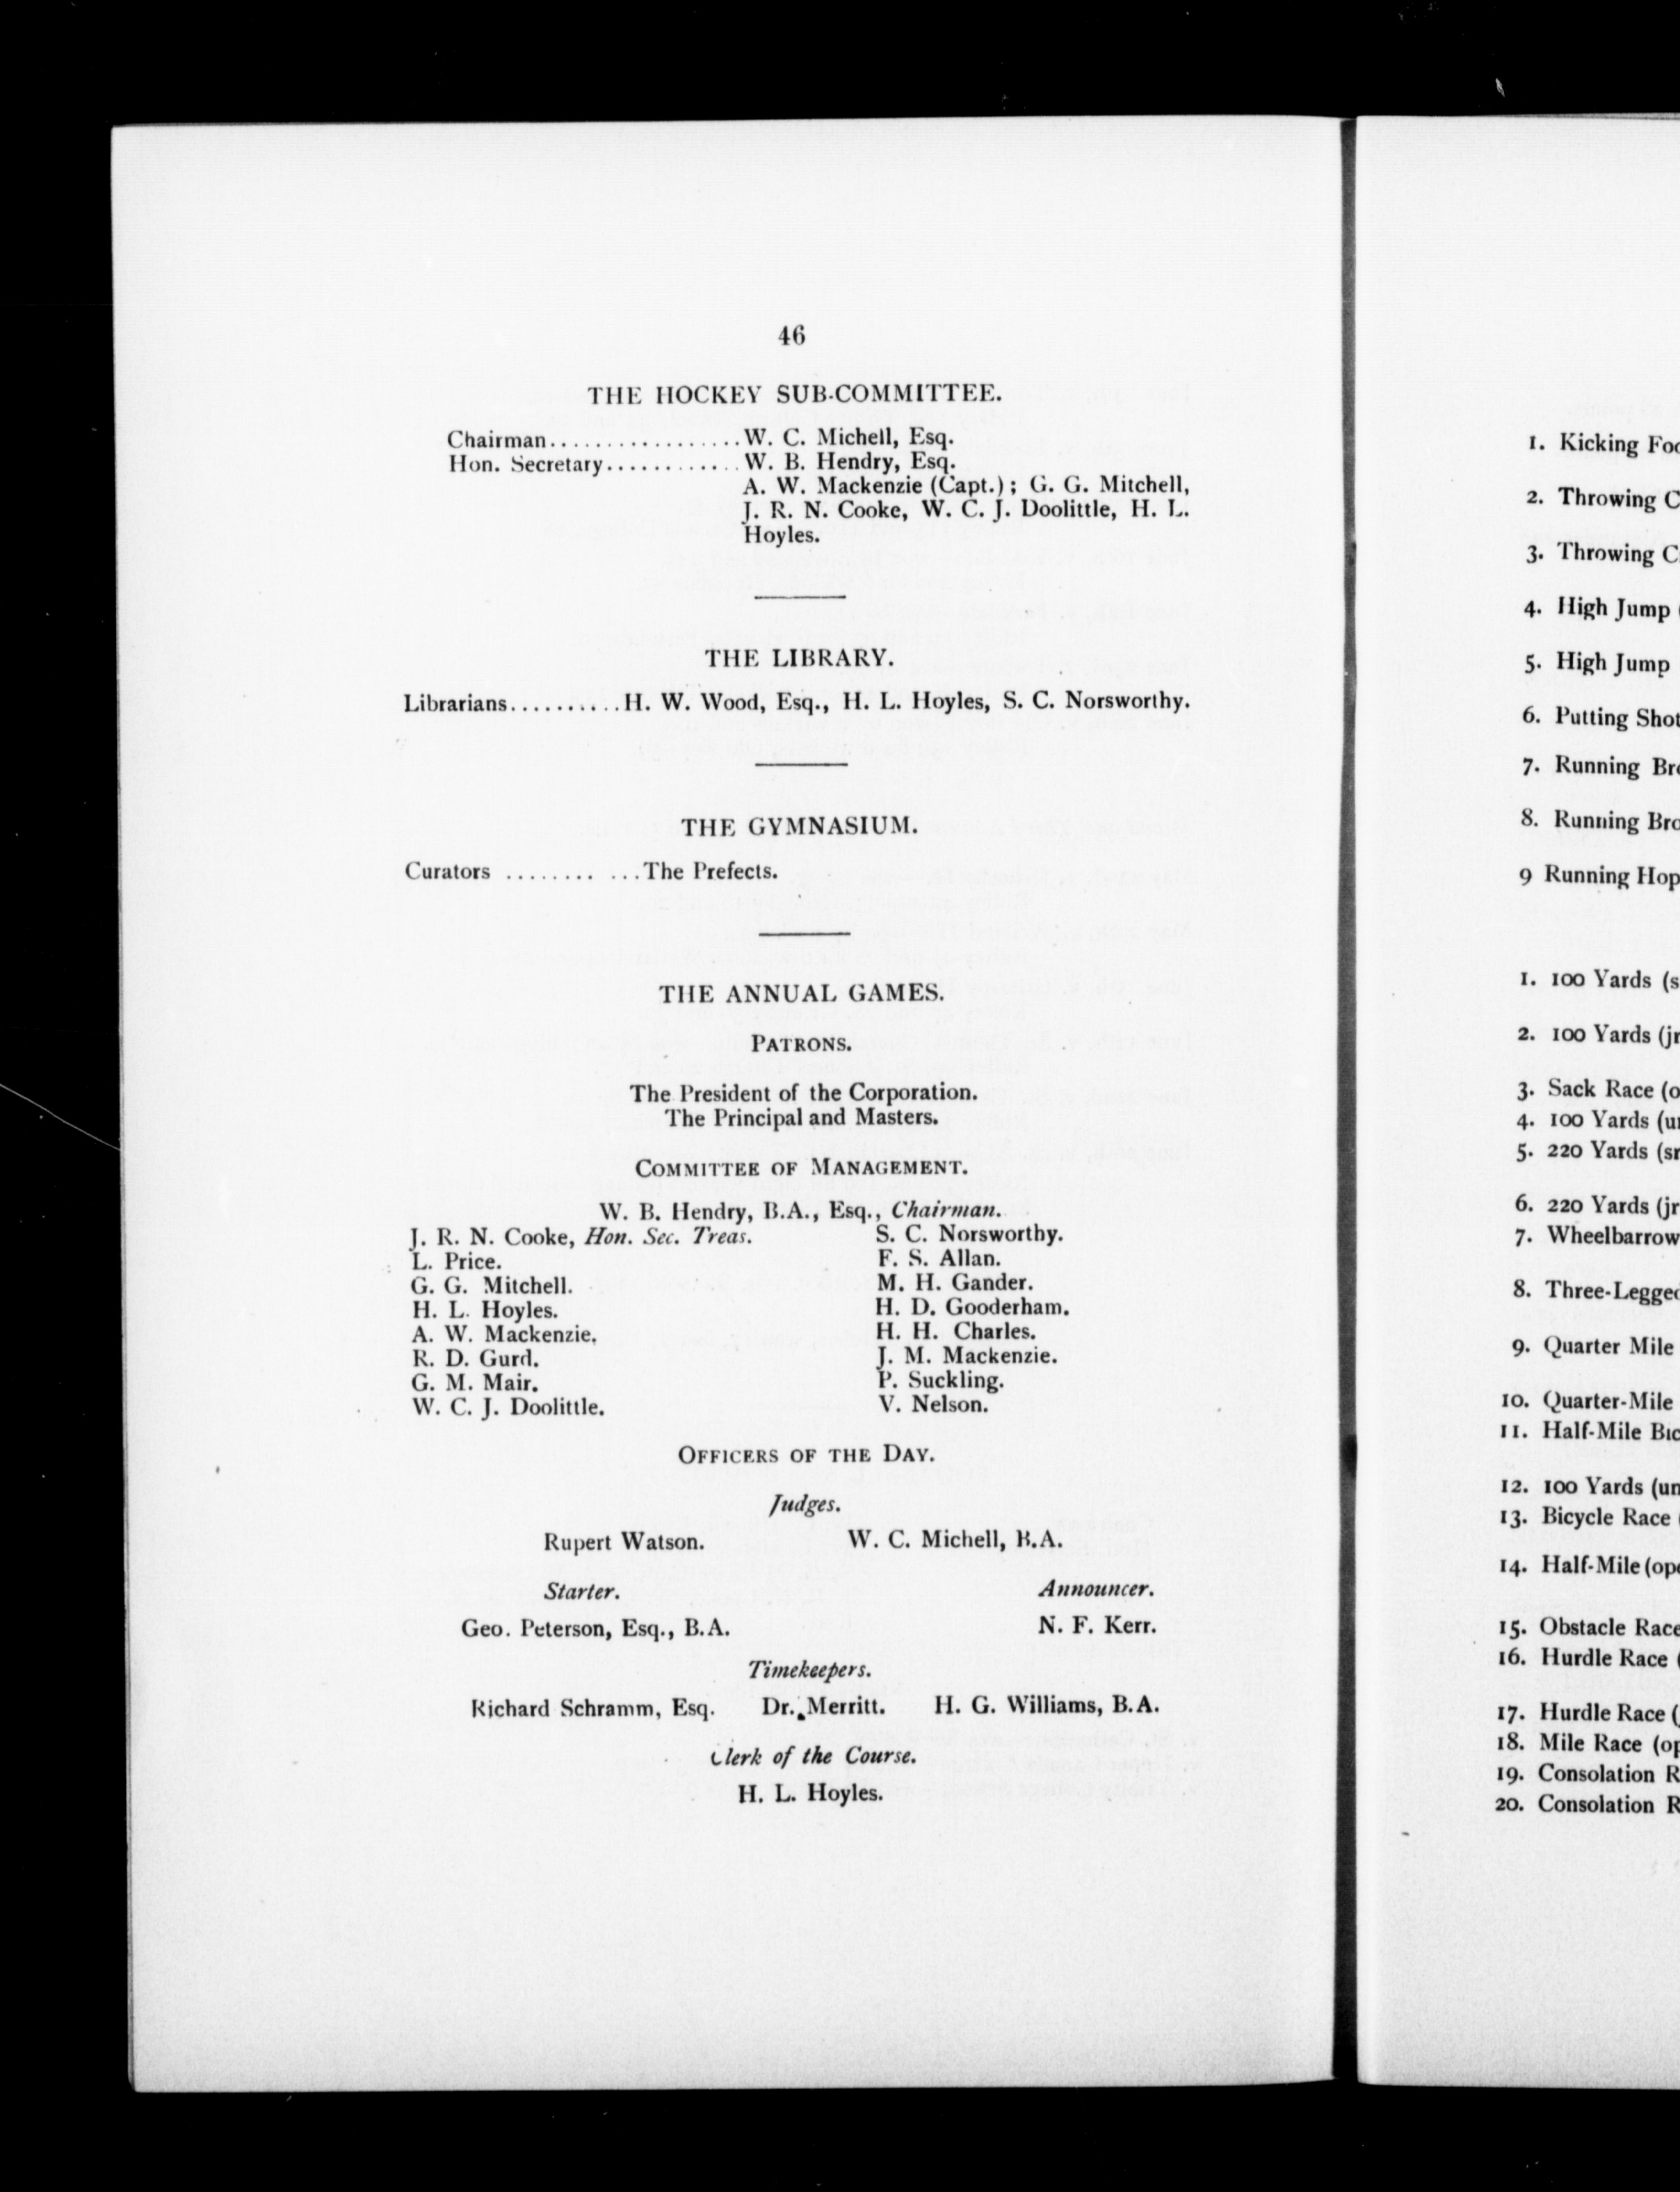 46
THE HOCKEY SUB-COMMITTEE.
Chairman.................W. C. Michell, Esq.
Hon. Secretary............W. B. Hendry, Esq.
A. W. Mackenzie (Capt.); G. G. Mitchell,
J. R. N. Cooke, W. C. J. Doolittle, H. L.
Hoyles.
THE LIBRARY.
Librarians..........H. W. Wood, Esq., H. L. Hoyles, S. C. Norsworthy.
THE GYMNASIUM.
Curators ........ ...The Prefects.
THE ANNUAL GAMES.
PATRONS.
The President of the Corporation.
The Principal and Masters.
COMMITTEE OF MANAGEMENT.
W. B. Hendry, B.A., Esq., Chairman.
J. R. N. Cooke, Hon. Sec. Treas.
L. Price.
G. G. Mitchell.
H. L. Hoyles.
A. W. Mackenzie.
R. D. Gurd.
G. M. Mair.
W. C. J. Doolittle.
S. C. Norsworthy.
F. S. Allan.
M. H. Gander.
H. D. Gooderham.
H. H. Charles.
J. M. Mackenzie.
P. Suckling.
V. Nelson.
OFFICERS OF THE DAY.
Judges.
Rupert Watson. W. C. Michell, B.A.
Starter. Announcer.
Geo. Peterson, Esq., B.A. N. F. Kerr.
Timekeepers.
Richard Schramm, Esq. Dr. Merritt. H. G. Williams, B.A.
Clerk of the Course.
H. L. Hoyles.
1. Kicking
2. Throwing
3. Throwing
4. High Jump
5. High Jump
6. Putting Shot
7. Running
8. Running
9 Running
1. 100 Yards
2. 100 Yards
3. Sack Race
4. 100 Yards
5. 220 Yards
6. 220 Yards
7. Wheelbarrow
8. Three-Legged
9. Quarter Mile
10. Quarter-Mile
11. Half-Mile
12. 100 Yards
13. Bicycle Race
14. Half-Mile
15. Obstacle Race
16. Hurdle Race
17. Hurdle Race
18. Mile Race
19. Consolation
20. Consolation